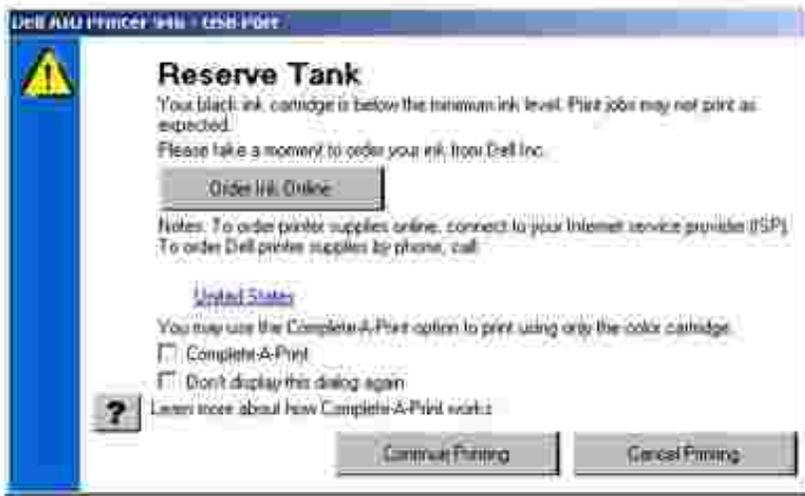 Dell AIO Printer 946 - USB Port
Reserve Tank
Your black ink cartridge is below the minimum ink level. Print jobs may not print as
expected.
Please take a moment to order your ink from Dell Inc.
Order Ink Online
Notes: To order printer supplies online, connect to your Internet service provider (ISP).
To order Dell printer supplies by phone, call:
United States
You may use the Complete-A-Print option to print using only the color cartridge.
Complete-A-Print
Don't display this dialog again
? Learn more about how Complete-A-Print works
Continue Printing
Cancel Printing